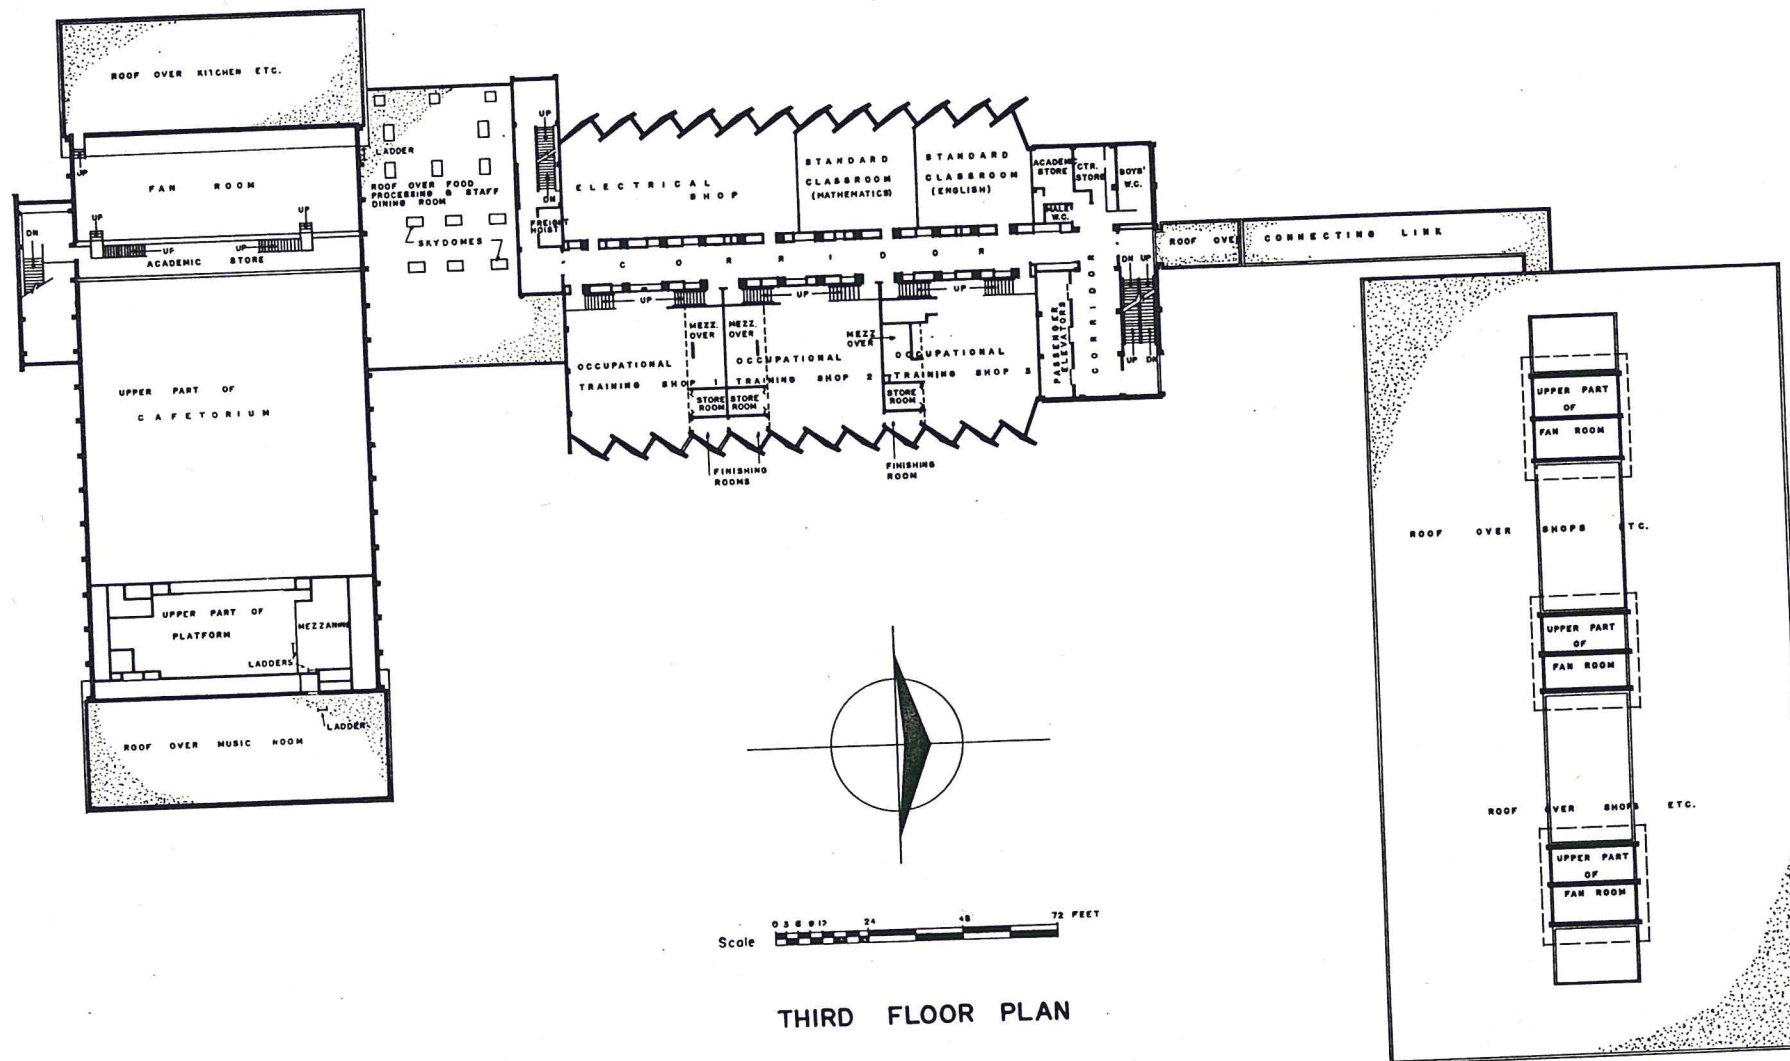 ROOF OVER KITCHEN ETC.
UP
LADDER
FAN ROOM
ROOF OVER FOOD
PROCESSING & STAFF
DINING ROOM
UP
DN
FREIGHT
HOIST
ELECTRICAL
SHOP
STANDARD
CLASSROOM
(MATHEMATICS)
STANDARD
CLASSROOM
(ENGLISH)
ACADEMIC
STORE
CTR.
STORE
BOYS'
W.C.
MALE
W.C.
DN
UP
UP
UP
UP
ACADEMIC STORE
SKYDOMES
CORRIDOR
ROOF OVER
CONNECTING LINK
UP
UP
UP
DN UP
CORRIDOR
PASSENGER
ELEVATORS
UP DN
MEZZ.
OVER
MEZZ.
OVER
MEZZ
OVER
OCCUPATIONAL
TRAINING SHOP 1
OCCUPATIONAL
TRAINING SHOP 2
OCCUPATIONAL
TRAINING SHOP 3
STORE
ROOM
STORE
ROOM
STORE
ROOM
FINISHING
ROOMS
FINISHING
ROOM
UPPER PART OF
CAFETORIUM
UPPER PART OF
PLATFORM
MEZZANINE
LADDERS
LADDER
ROOF OVER MUSIC ROOM
UPPER PART
OF
FAN ROOM
ROOF OVER SHOPS ETC.
UPPER PART
OF
FAN ROOM
ROOF OVER SHOPS ETC.
UPPER PART
OF
FAN ROOM
Scale
0 3 6 9 12 24 48 72 FEET
THIRD FLOOR PLAN